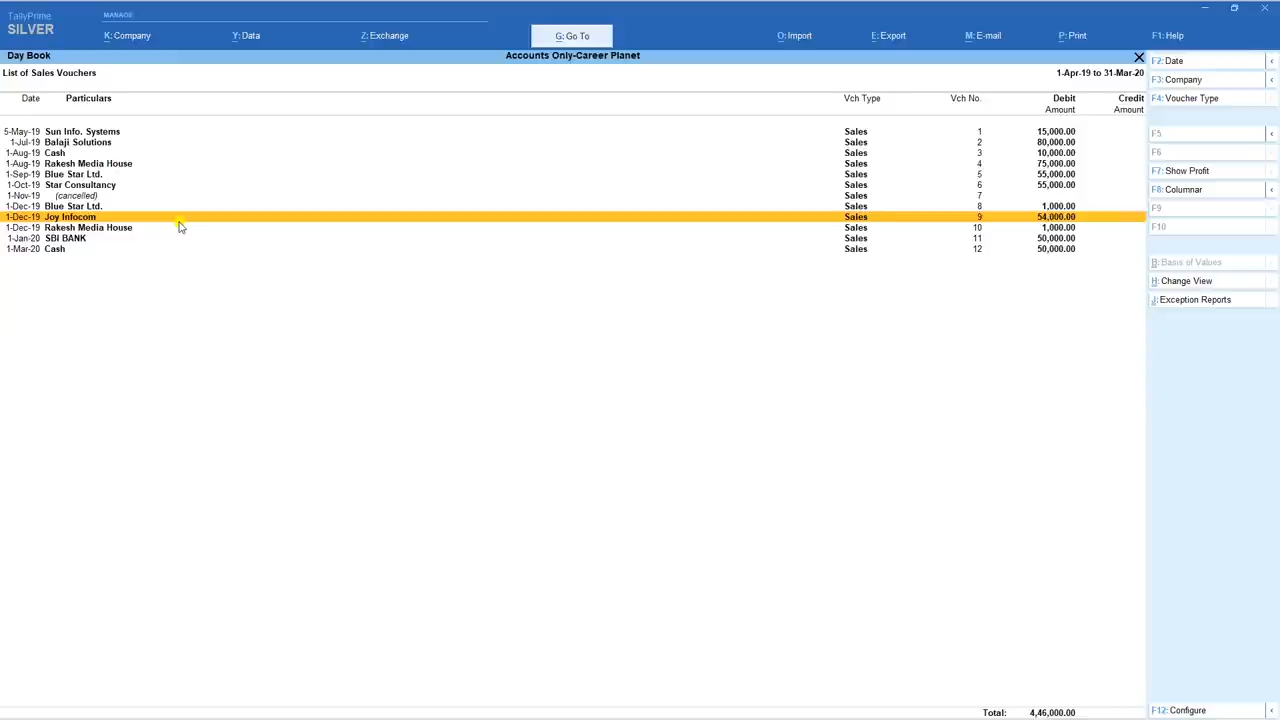 TallyPrime
MANAGE
SILVER
K: Company
Y: Data
Z: Exchange
G: Go To
O: Import
E: Export
M: E-mail
P: Print
F1: Help
Day Book
Accounts Only-Career Planet
List of Sales Vouchers
1-Apr-19 to 31-Mar-20
Date Particulars Vch Type Vch No. Debit Credit
Amount Amount
5-May-19 Sun Info. Systems Sales 1 15,000.00
1-Jul-19 Balaji Solutions Sales 2 80,000.00
1-Aug-19 Cash Sales 3 10,000.00
1-Aug-19 Rakesh Media House Sales 4 75,000.00
1-Sep-19 Blue Star Ltd. Sales 5 55,000.00
1-Oct-19 Star Consultancy Sales 6 55,000.00
1-Nov-19 (cancelled) Sales 7
1-Dec-19 Blue Star Ltd. Sales 8 1,000.00
1-Dec-19 Joy Infocom Sales 9 54,000.00
1-Dec-19 Rakesh Media House Sales 10 1,000.00
1-Jan-20 SBI BANK Sales 11 50,000.00
1-Mar-20 Cash Sales 12 50,000.00
Total: 4,46,000.00
F2: Date
F3: Company
F4: Voucher Type
F5
F6
F7: Show Profit
F8: Columnar
F9
F10
B: Basis of Values
H: Change View
J: Exception Reports
F12: Configure